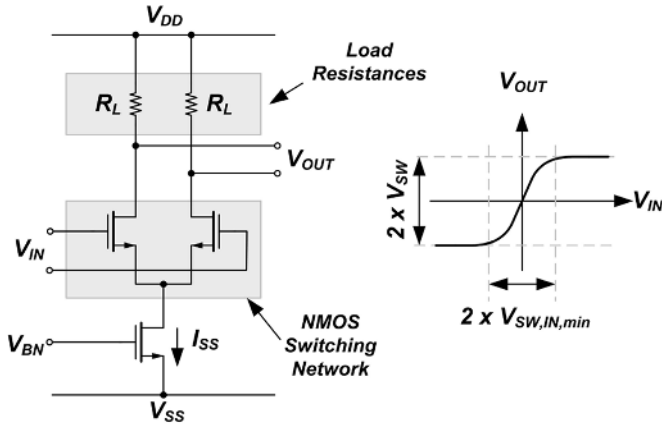 VDD
Load
Resistances
RL
RL
VOUT
VIN
NMOS
Switching
Network
VBN
ISS
VSS
VOUT
VIN
2 x VSW
2 x VSW,IN,min